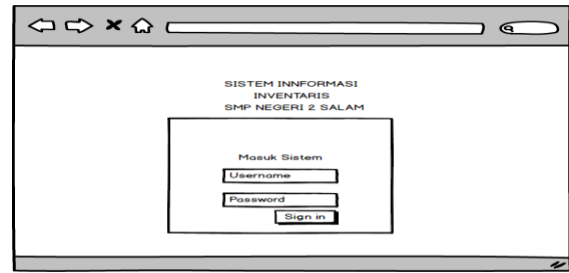 SISTEM INNFORMASI
INVENTARIS
SMP NEGERI 2 SALAM
Masuk Sistem
Username
Password
Sign in